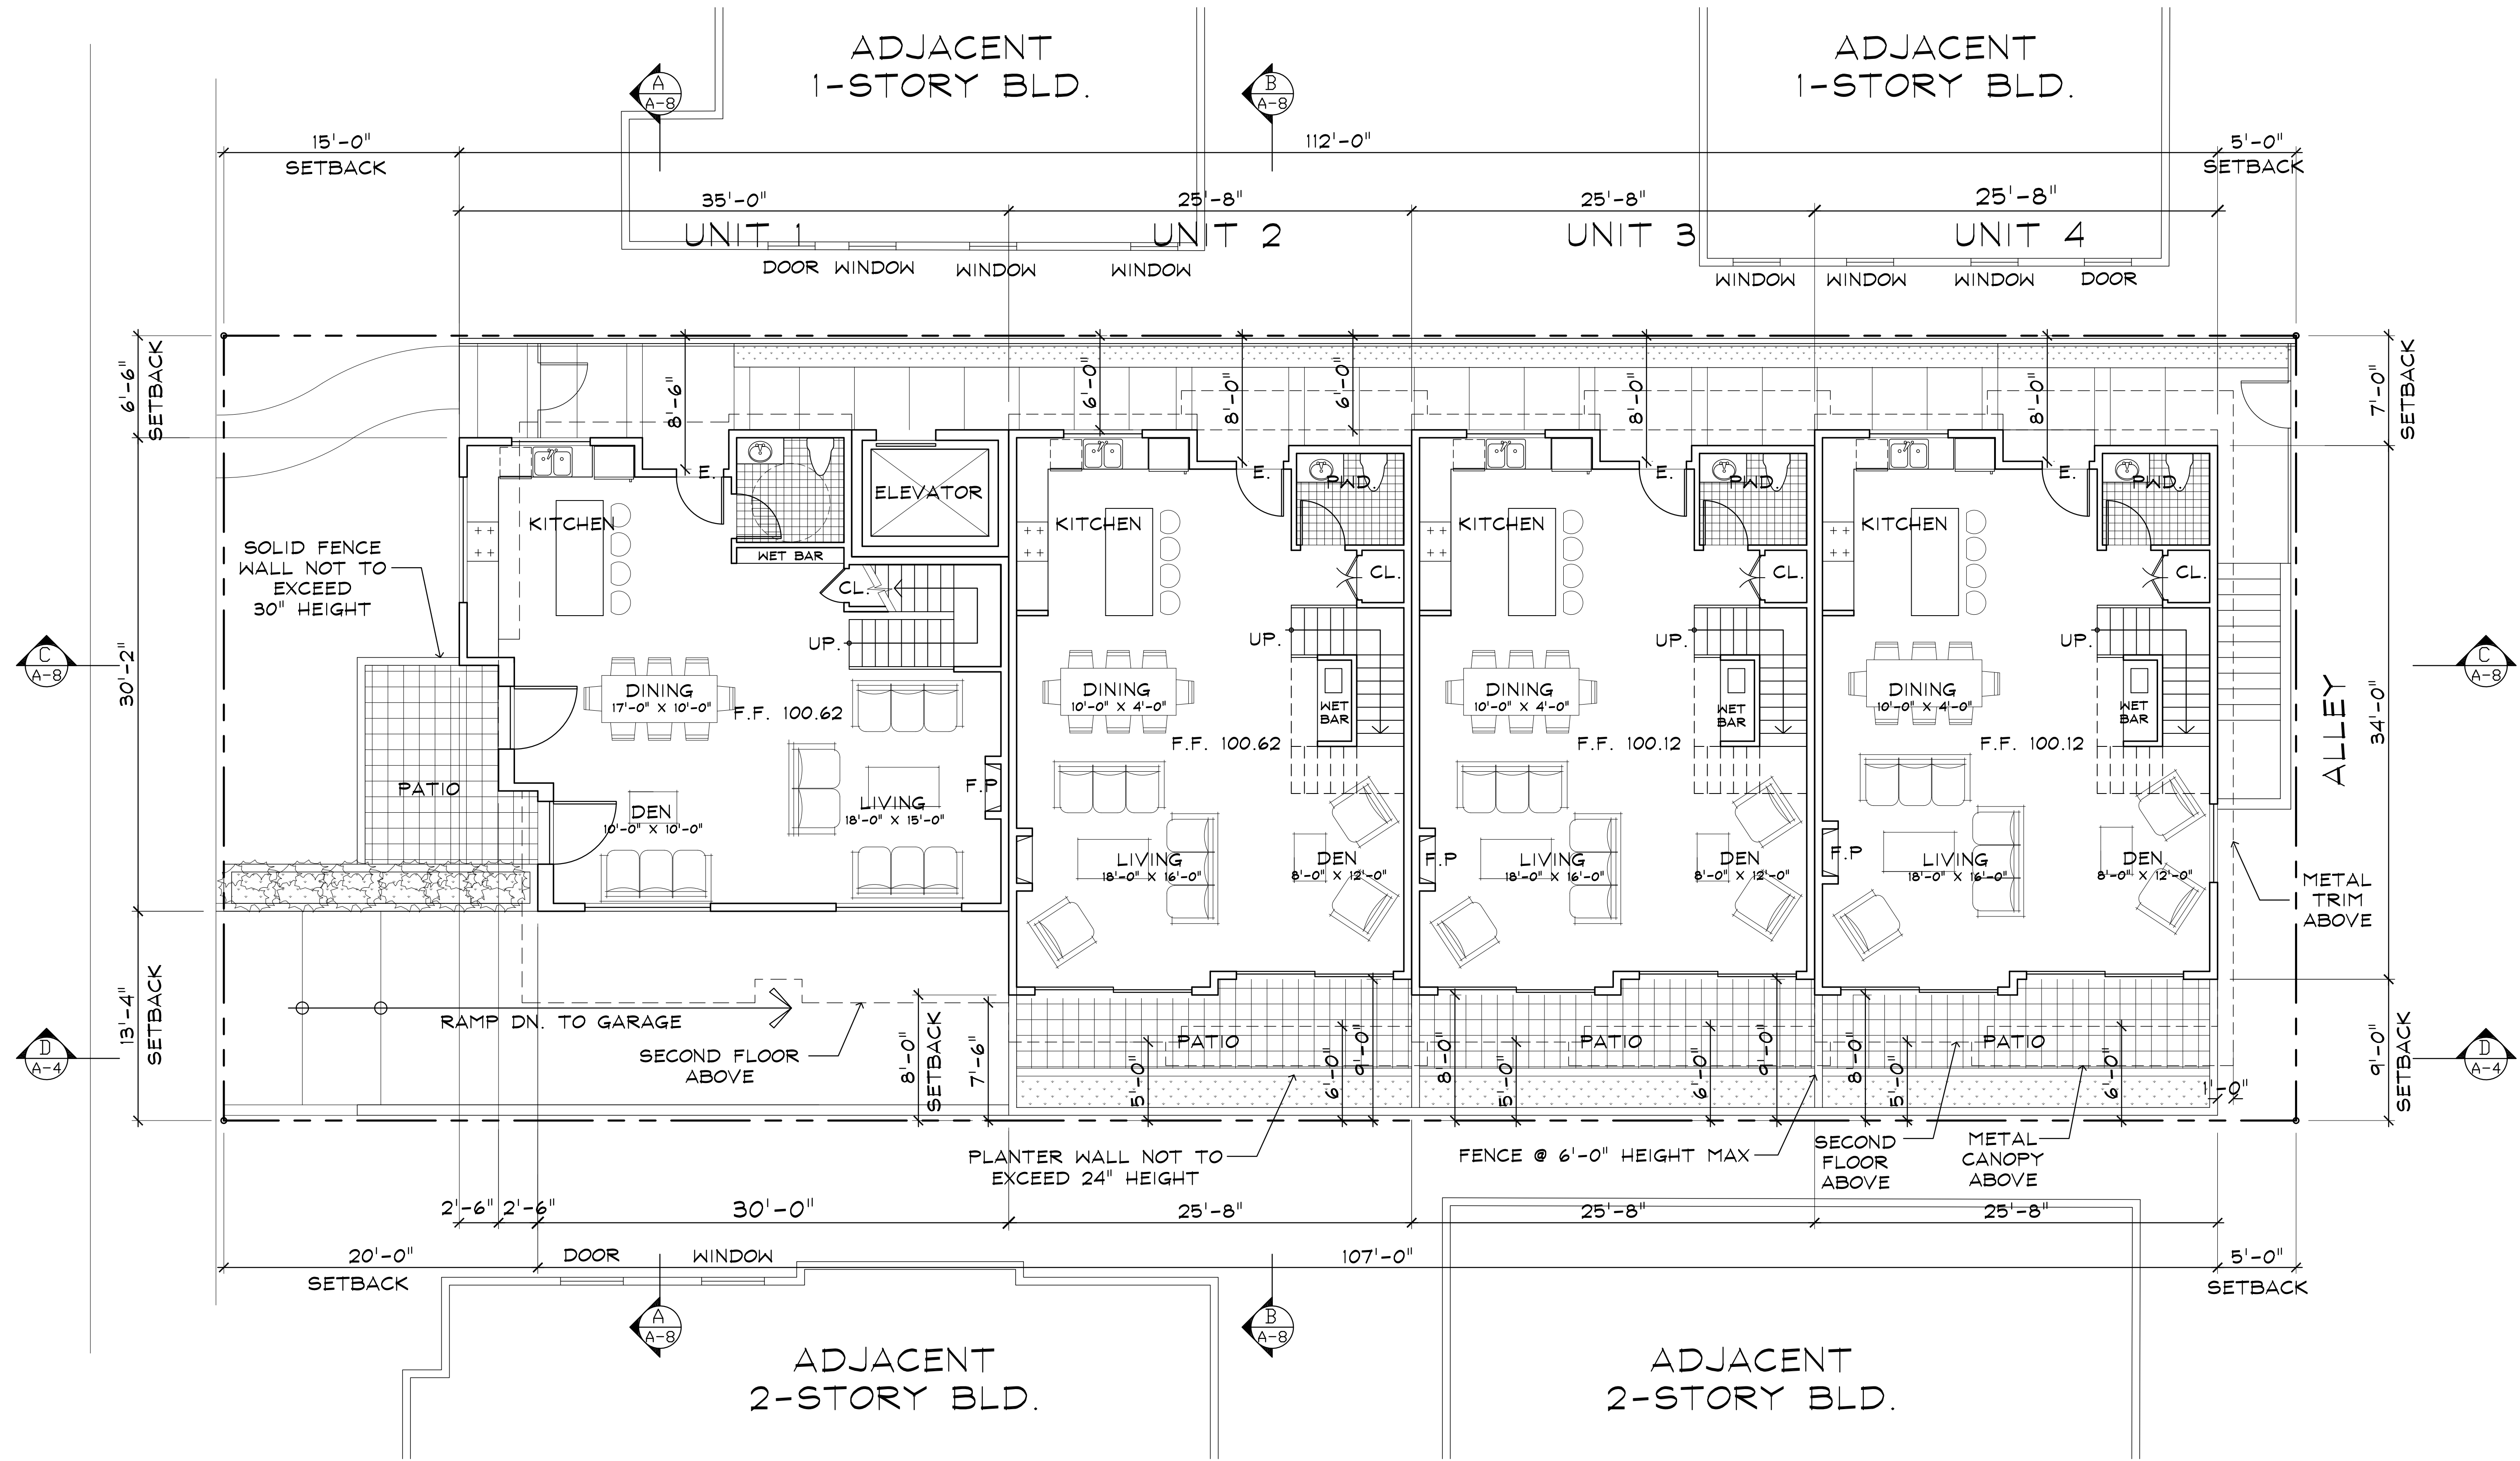 ADJACENT
1-STORY BLD.
ADJACENT
1-STORY BLD.
A
A-8
B
A-8
15'-0"
SETBACK
112'-0"
5'-0"
SETBACK
35'-0"
25'-8"
25'-8"
25'-8"
UNIT 1
UNIT 2
UNIT 3
UNIT 4
DOOR
WINDOW
WINDOW
WINDOW
WINDOW
WINDOW
WINDOW
DOOR
6'-6"
SETBACK
8'-6"
6'-0"
8'-0"
6'-0"
8'-0"
8'-0"
7'-0"
SETBACK
E.
ELEVATOR
E.
PWD.
E.
PWD.
E.
PWD.
KITCHEN
KITCHEN
KITCHEN
KITCHEN
WET BAR
SOLID FENCE
WALL NOT TO
EXCEED
30" HEIGHT
CL.
CL.
CL.
CL.
UP.
UP.
UP.
UP.
C
A-8
C
A-8
30'-2"
DINING
17'-0" X 10'-0"
F.F. 100.62
DINING
10'-0" X 4'-0"
WET
BAR
F.F. 100.62
DINING
10'-0" X 4'-0"
WET
BAR
F.F. 100.12
DINING
10'-0" X 4'-0"
WET
BAR
F.F. 100.12
ALLEY
34'-0"
PATIO
F.P
DEN
10'-0" X 10'-0"
LIVING
18'-0" X 15'-0"
LIVING
18'-0" X 16'-0"
DEN
8'-0" X 12'-0"
F.P
LIVING
18'-0" X 16'-0"
DEN
8'-0" X 12'-0"
F.P
LIVING
18'-0" X 16'-0"
DEN
8'-0" X 12'-0"
METAL
TRIM
ABOVE
13'-4"
SETBACK
D
A-4
RAMP DN. TO GARAGE
SECOND FLOOR
ABOVE
8'-0"
SETBACK
7'-6"
PATIO
5'-0"
6'-0"
9'-0"
8'-0"
PATIO
5'-0"
6'-0"
9'-0"
8'-0"
PATIO
5'-0"
6'-0"
1'-0"
9'-0"
SETBACK
D
A-4
PLANTER WALL NOT TO
EXCEED 24" HEIGHT
FENCE @ 6'-0" HEIGHT MAX
SECOND
FLOOR
ABOVE
METAL
CANOPY
ABOVE
2'-6"
2'-6"
30'-0"
25'-8"
25'-8"
25'-8"
20'-0"
SETBACK
DOOR
WINDOW
107'-0"
5'-0"
SETBACK
A
A-8
B
A-8
ADJACENT
2-STORY BLD.
ADJACENT
2-STORY BLD.